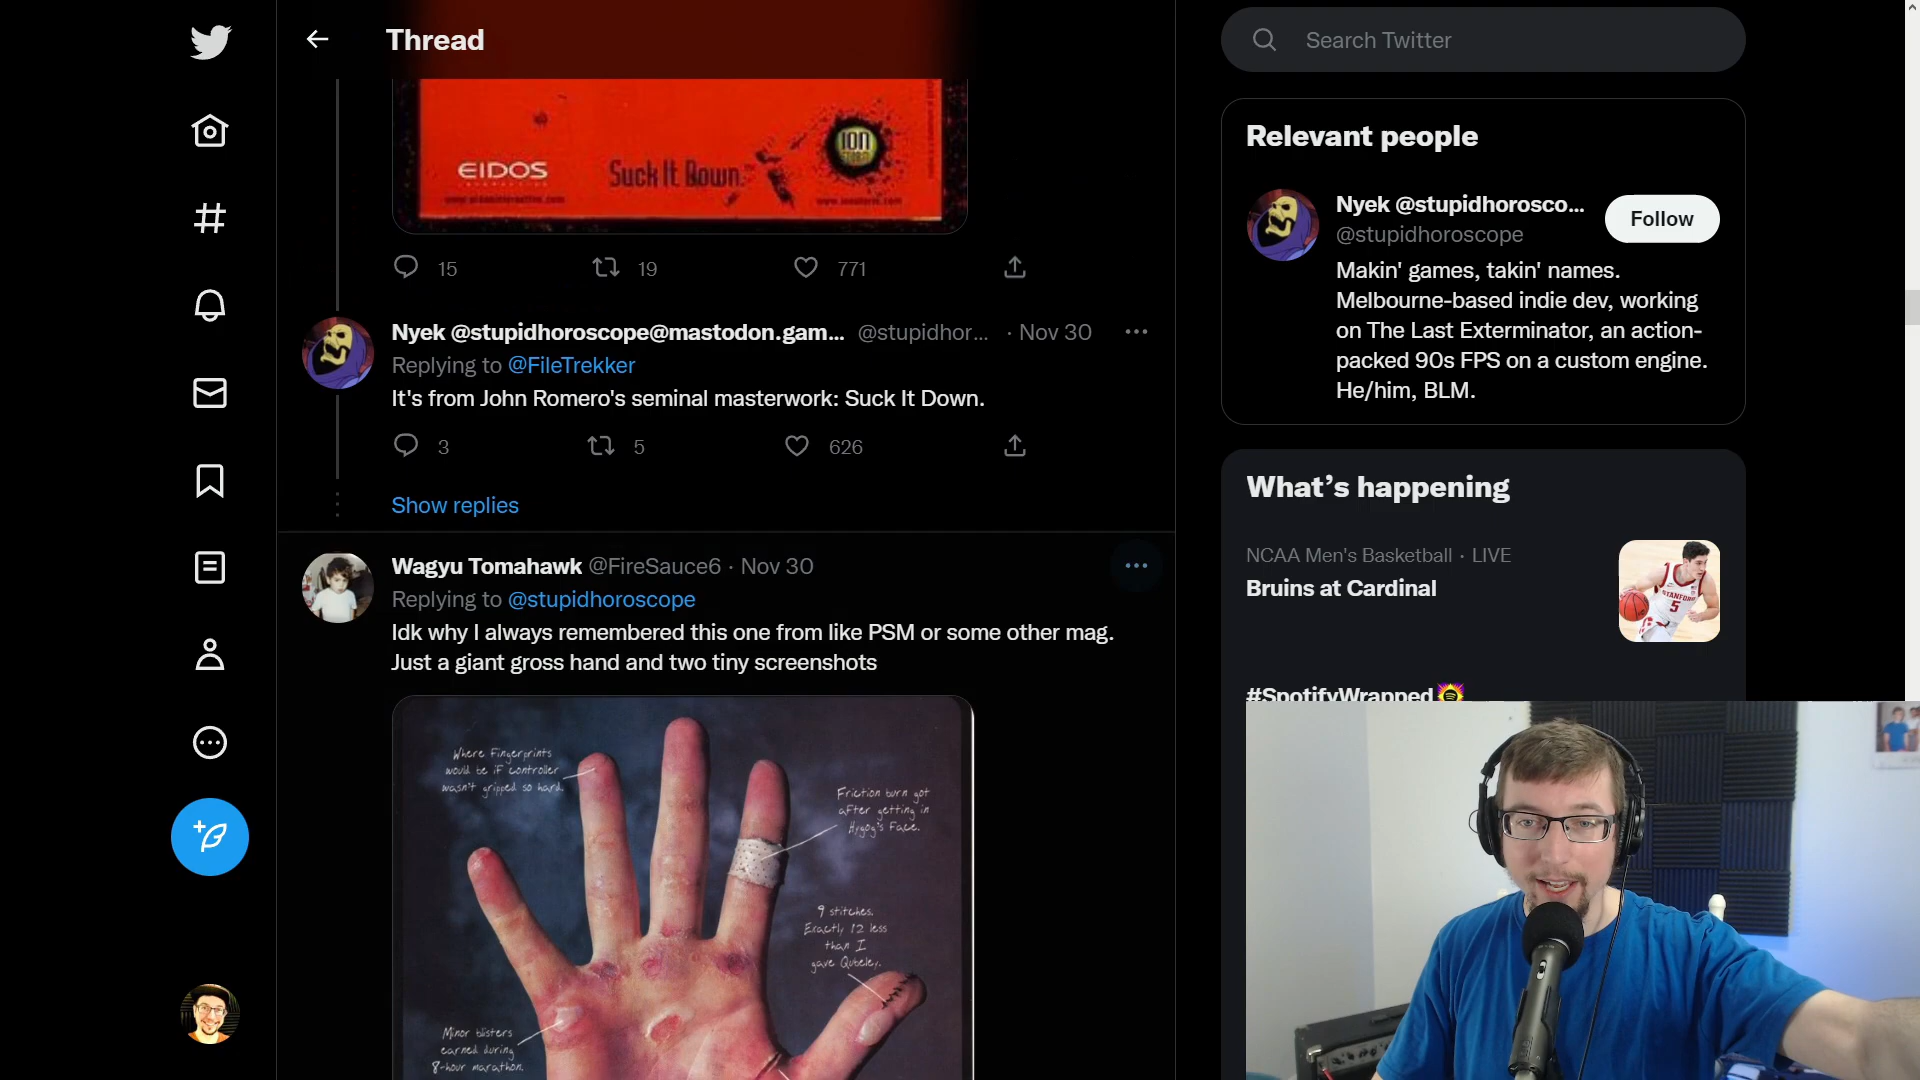 Thread
Search Twitter
EIDOS
Suck It Down.
ION
15
19
771
Nyek @stupidhoroscope@mastodon.gam... @stupidhor... · Nov 30
Replying to @FileTrekker
It's from John Romero's seminal masterwork: Suck It Down.
3
5
626
Show replies
Wagyu Tomahawk @FireSauce6 · Nov 30
Replying to @stupidhoroscope
Idk why I always remembered this one from like PSM or some other mag.
Just a giant gross hand and two tiny screenshots
Where Fingerprints
would be if controller
wasn't gripped so hard.
Friction burn got
after getting in
Hygog's Face.
9 stitches.
Exactly 12 less
than I
gave Qubeley.
Minor blisters
earned during
8-hour marathon.
Relevant people
Nyek @stupidhorosco...
@stupidhoroscope
Follow
Makin' games, takin' names.
Melbourne-based indie dev, working
on The Last Exterminator, an action-
packed 90s FPS on a custom engine.
He/him, BLM.
What's happening
NCAA Men's Basketball · LIVE
Bruins at Cardinal
STANFORD
5
#SpotifyWrapped